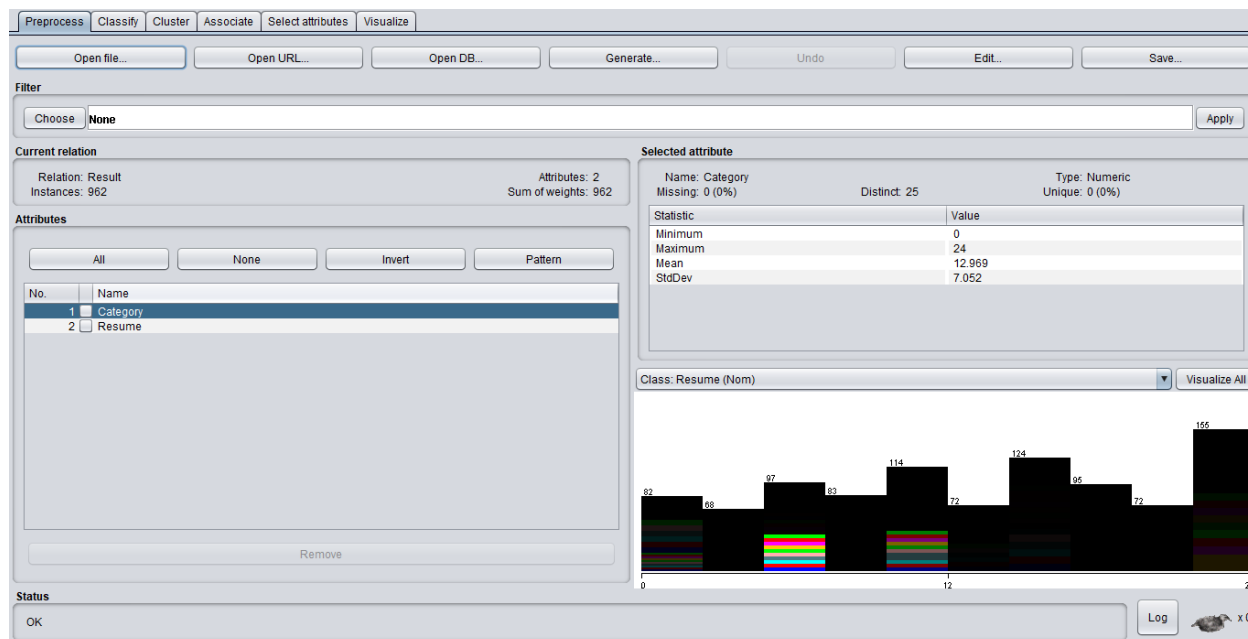 Preprocess Classify Cluster Associate Select attributes Visualize
Open file... Open URL... Open DB... Generate... Undo Edit... Save...
Filter
Choose None Apply
Current relation
Relation: Result Attributes: 2
Instances: 962 Sum of weights: 962
Attributes
All None Invert Pattern
No. Name
1 Category
2 Resume
Remove
Selected attribute
Name: Category Type: Numeric
Missing: 0 (0%) Distinct: 25 Unique: 0 (0%)
Statistic Value
Minimum 0
Maximum 24
Mean 12.969
StdDev 7.052
Class: Resume (Nom) Visualize All
82 68 97 83 114 72 124 95 72 155
0 12 2
Status
OK
Log x 0